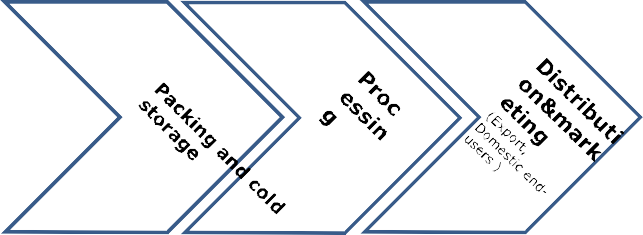 Packing and cold
storage
Proc
essin
g
Distributi
on&mark
eting
(Export,
Domestic end-
users )